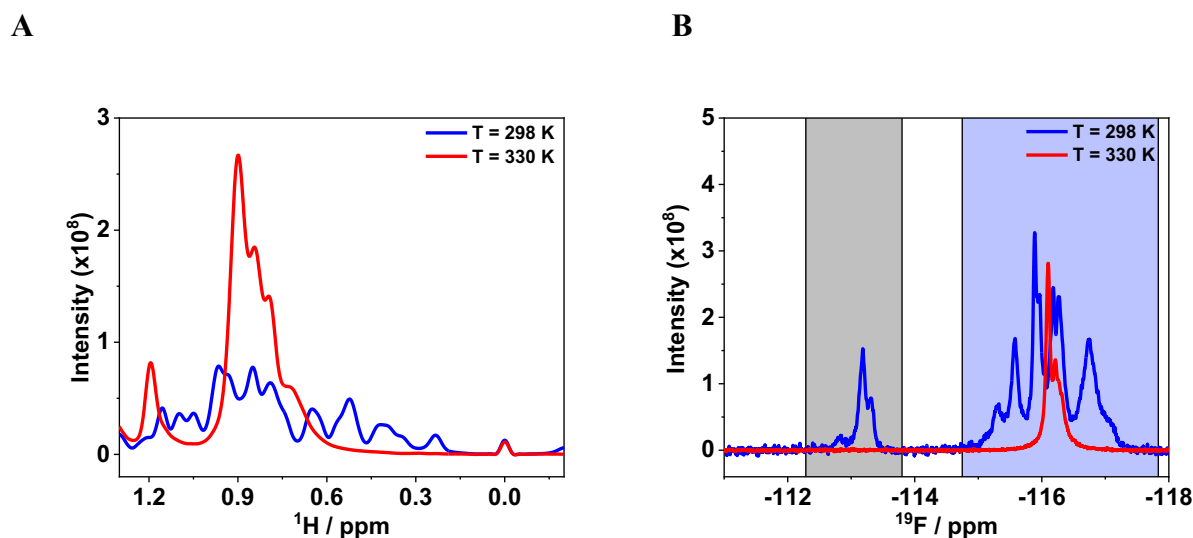 A
B
T = 298 K
T = 330 K
Intensity (x10⁸)
3
2
1
0
1.2 0.9 0.6 0.3 0.0
¹H / ppm
T = 298 K
T = 330 K
Intensity (x10⁸)
5
4
3
2
1
0
-112 -114 -116 -118
¹⁹F / ppm